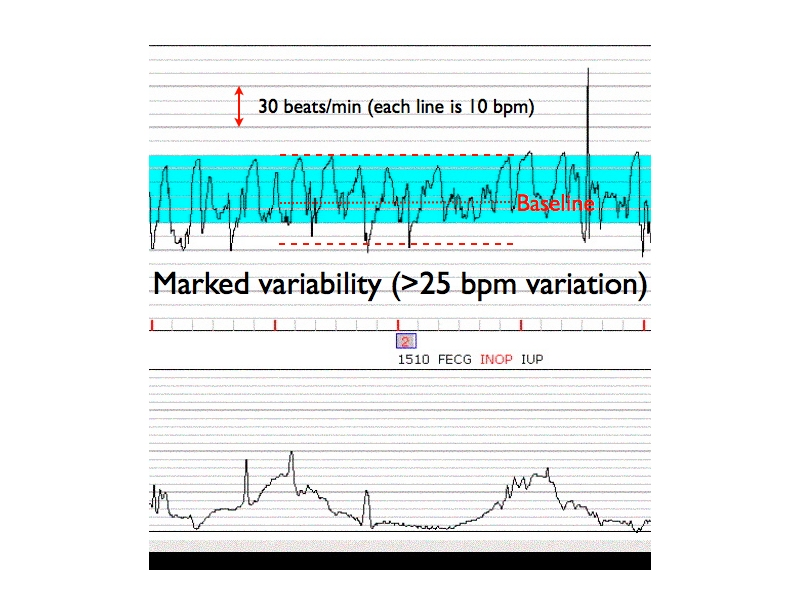 30 beats/min (each line is 10 bpm)
Baseline
Marked variability (>25 bpm variation)
2
1510 FECG INOP IUP